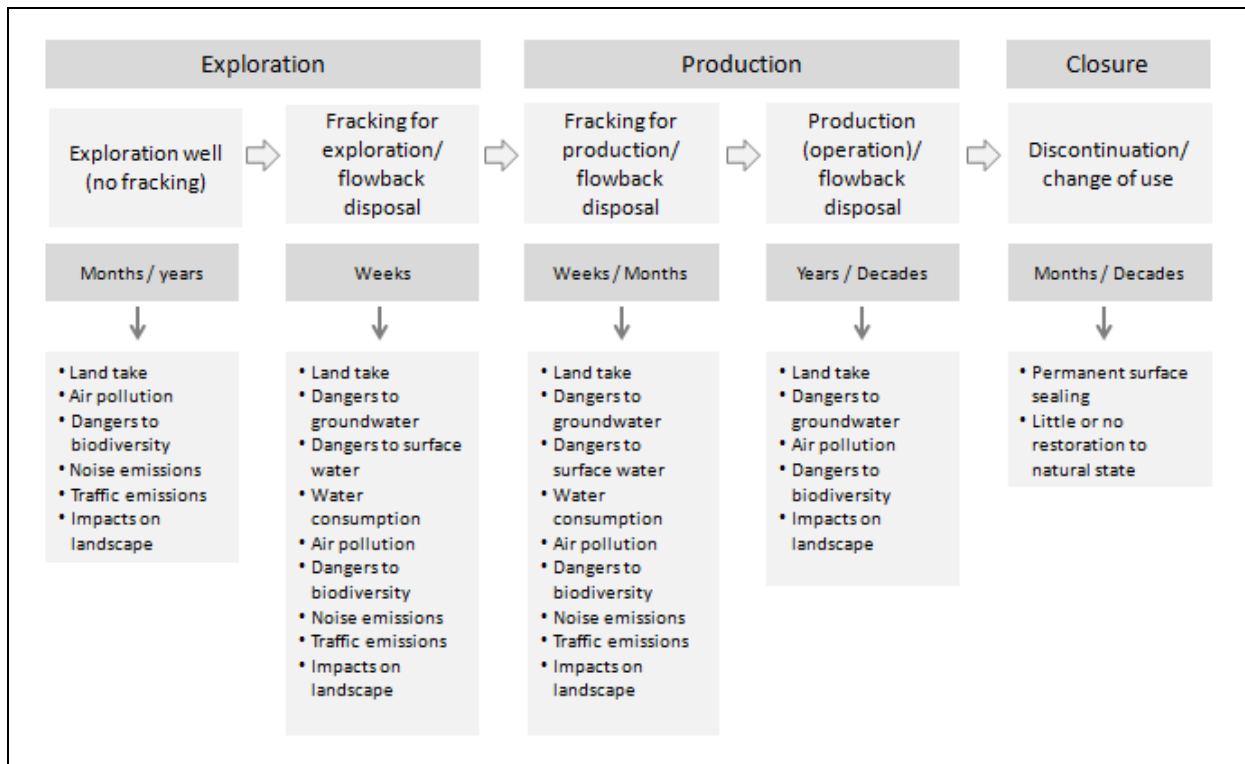 Exploration
Production
Closure
Exploration well
(no fracking)
Fracking for
exploration/
flowback
disposal
Fracking for
production/
flowback
disposal
Production
(operation)/
flowback
disposal
Discontinuation/
change of use
Months / years
Weeks
Weeks / Months
Years / Decades
Months / Decades
• Land take
• Air pollution
• Dangers to
biodiversity
• Noise emissions
• Traffic emissions
• Impacts on
landscape
• Land take
• Dangers to
groundwater
• Dangers to surface
water
• Water
consumption
• Air pollution
• Dangers to
biodiversity
• Noise emissions
• Traffic emissions
• Impacts on
landscape
• Land take
• Dangers to
groundwater
• Dangers to
surface water
• Water
consumption
• Air pollution
• Dangers to
biodiversity
• Noise emissions
• Traffic emissions
• Impacts on
landscape
• Land take
• Dangers to
groundwater
• Air pollution
• Dangers to
biodiversity
• Impacts on
landscape
• Permanent surface
sealing
• Little or no
restoration to
natural state